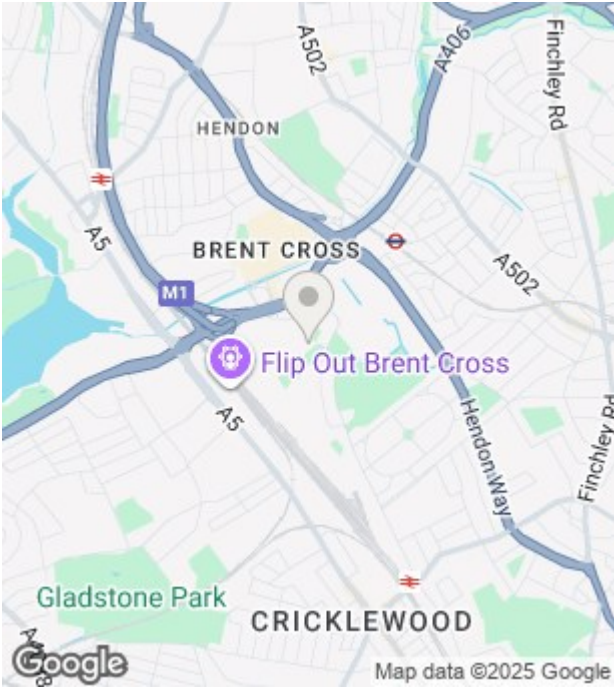 A502
A406
Finchley Rd
HENDON
A5
BRENT CROSS
A502
M1
Flip Out Brent Cross
A5
Hendon Way
Finchley Rd
Gladstone Park
CRICKLEWOOD
Google
Map data ©2025 Google